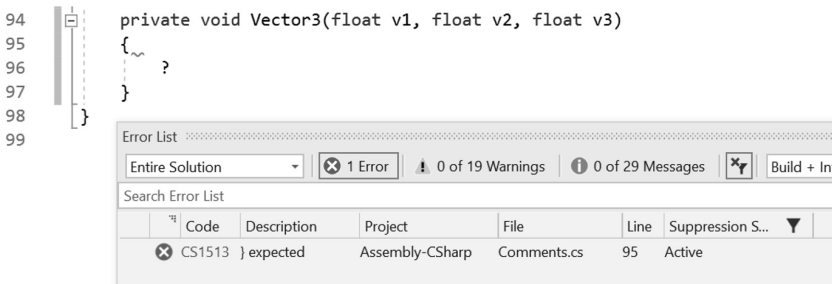 94 private void Vector3(float v1, float v2, float v3)
95 {
96 ?
97 }
98 }
99
Error List
Entire Solution 1 Error 0 of 19 Warnings 0 of 29 Messages Build + In
Search Error List
Code Description Project File Line Suppression S...
CS1513 } expected Assembly-CSharp Comments.cs 95 Active